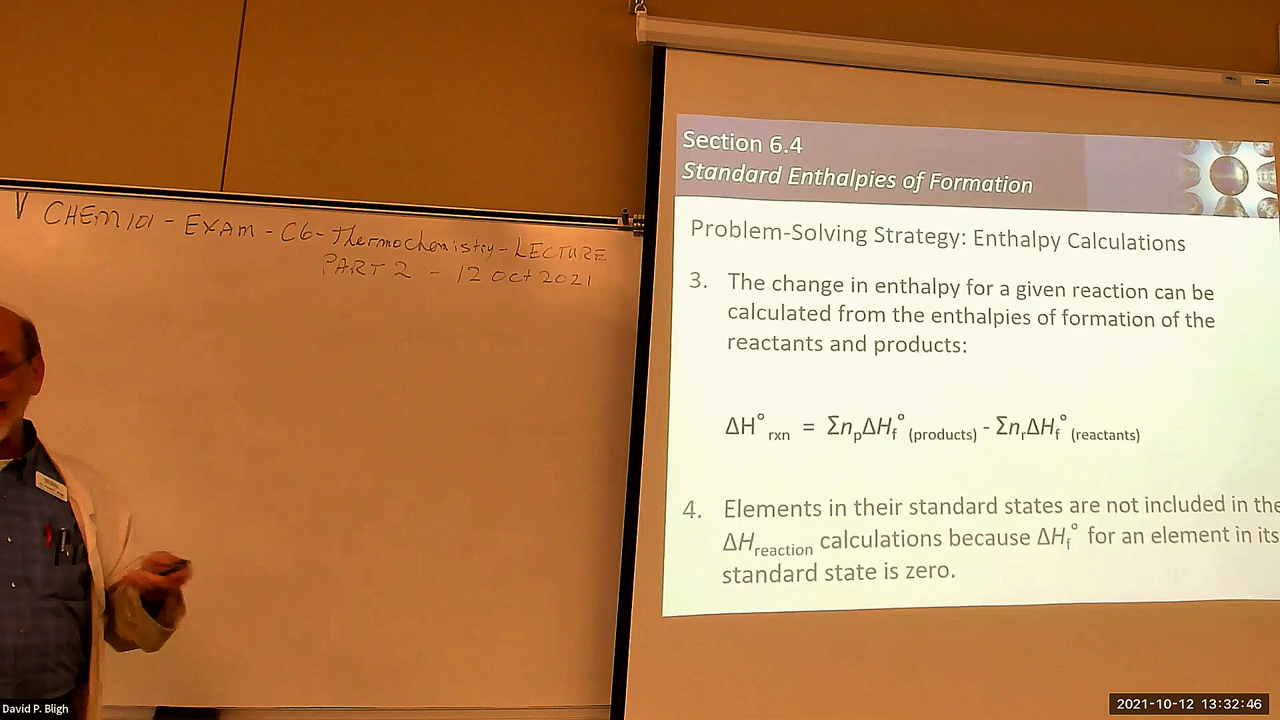 CHEM 101 - EXAM - C6 - Thermochemistry - LECTURE
PART 2 - 12 Oct 2021
Section 6.4
Standard Enthalpies of Formation
Problem-Solving Strategy: Enthalpy Calculations
3. The change in enthalpy for a given reaction can be
calculated from the enthalpies of formation of the
reactants and products:
ΔH° rxn = ΣnpΔHf° (products) - ΣnrΔHf° (reactants)
4. Elements in their standard states are not included in the
ΔHreaction calculations because ΔHf° for an element in its
standard state is zero.
David P. Bligh
2021-10-12 13:32:46